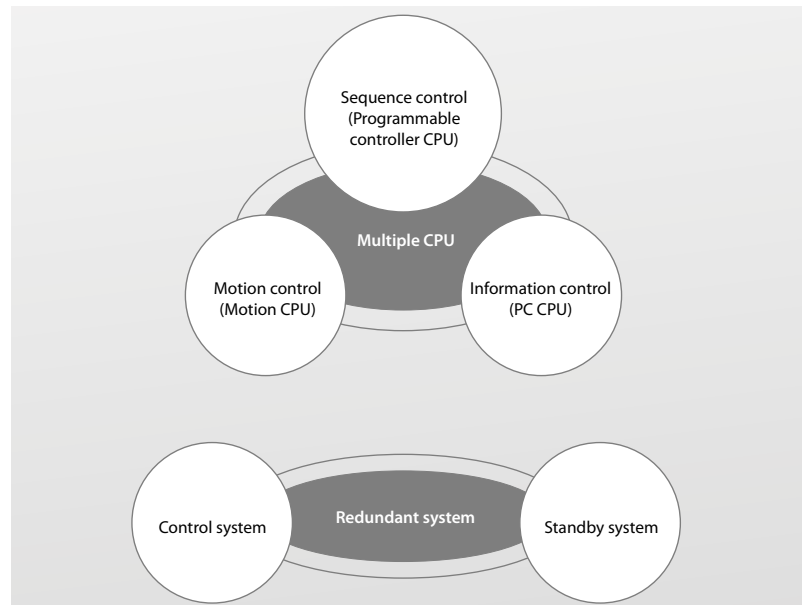 Sequence control
(Programmable
controller CPU)
Multiple CPU
Motion control
(Motion CPU)
Information control
(PC CPU)
Control system
Redundant system
Standby system